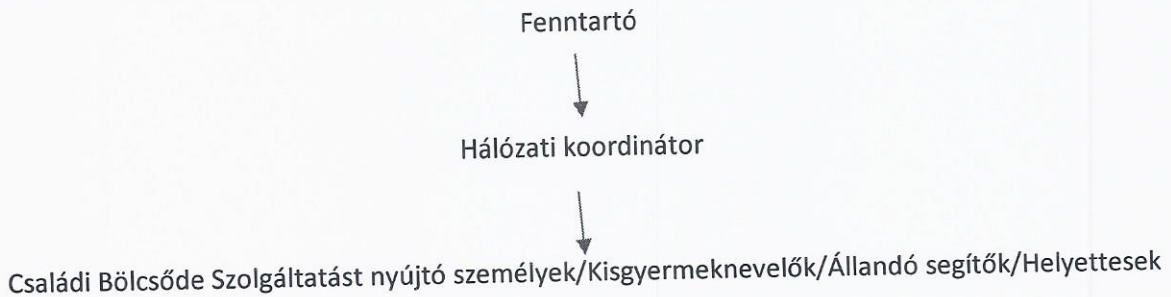 Fenntartó
Hálózati koordinátor
Családi Bölcsőde Szolgáltatást nyújtó személyek/Kisgyermeknevelők/Állandó segítők/Helyettesek